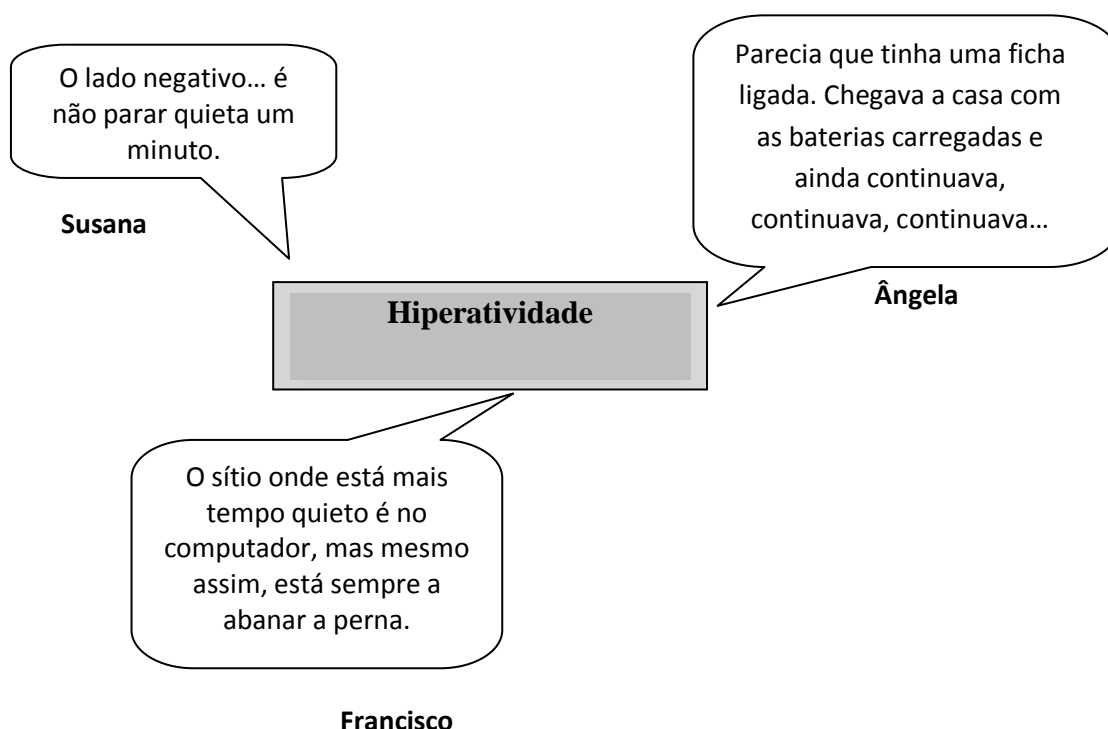 O lado negativo… é
não parar quieta um
minuto.
Susana
Parecia que tinha uma ficha
ligada. Chegava a casa com
as baterias carregadas e
ainda continuava,
continuava, continuava…
Ângela
Hiperatividade
O sítio onde está mais
tempo quieto é no
computador, mas mesmo
assim, está sempre a
abanar a perna.
Francisco